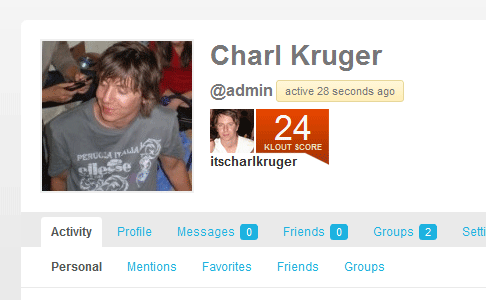 Charl Kruger
@admin active 28 seconds ago
24
KLOUT SCORE
itscharlkruger
PERUGIA ITALIA
ellesse
Activity Profile Messages 0 Friends 0 Groups 2 Setti
Personal Mentions Favorites Friends Groups